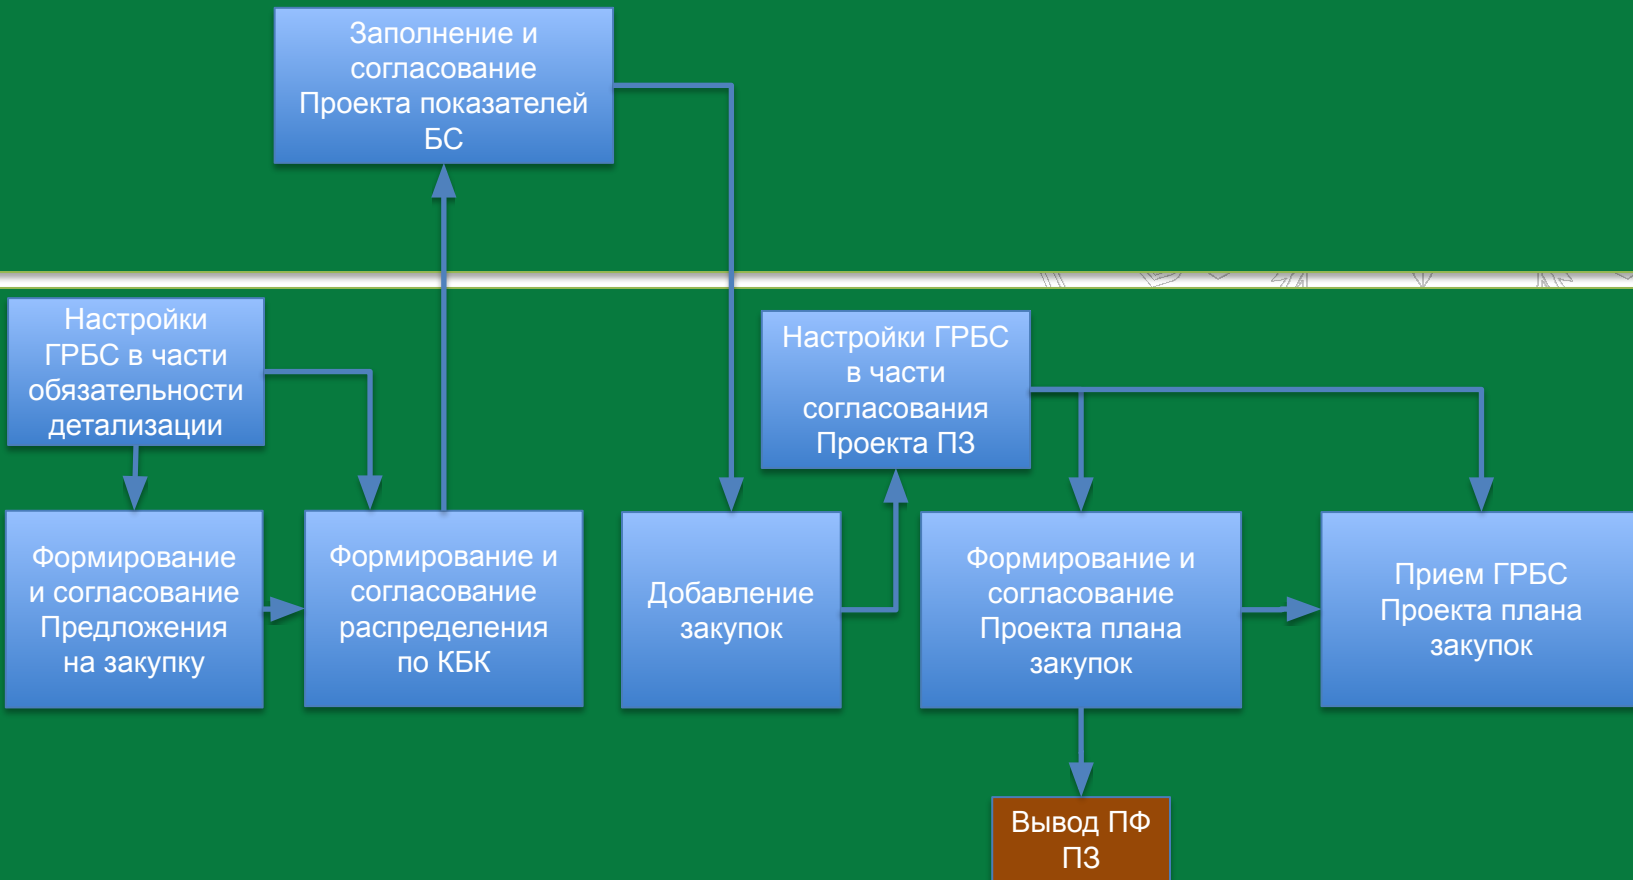 Заполнение и
согласование
Проекта показателей
БС
Настройки
ГРБС в части
обязательности
детализации
Настройки ГРБС
в части
согласования
Проекта ПЗ
Формирование
и согласование
Предложения
на закупку
Формирование и
согласование
распределения
по КБК
Добавление
закупок
Формирование и
согласование
Проекта плана
закупок
Прием ГРБС
Проекта плана
закупок
Вывод ПФ
ПЗ